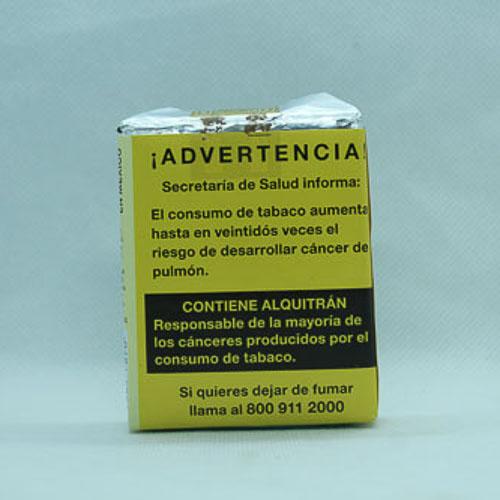 ¡ADVERTENCIA!
Secretaría de Salud informa:
El consumo de tabaco aumenta
hasta en veintidós veces el
riesgo de desarrollar cáncer de
pulmón.
CONTIENE ALQUITRÁN
Responsable de la mayoría de
los cánceres producidos por el
consumo de tabaco.
Si quieres dejar de fumar
llama al 800 911 2000
EN MÉXICO